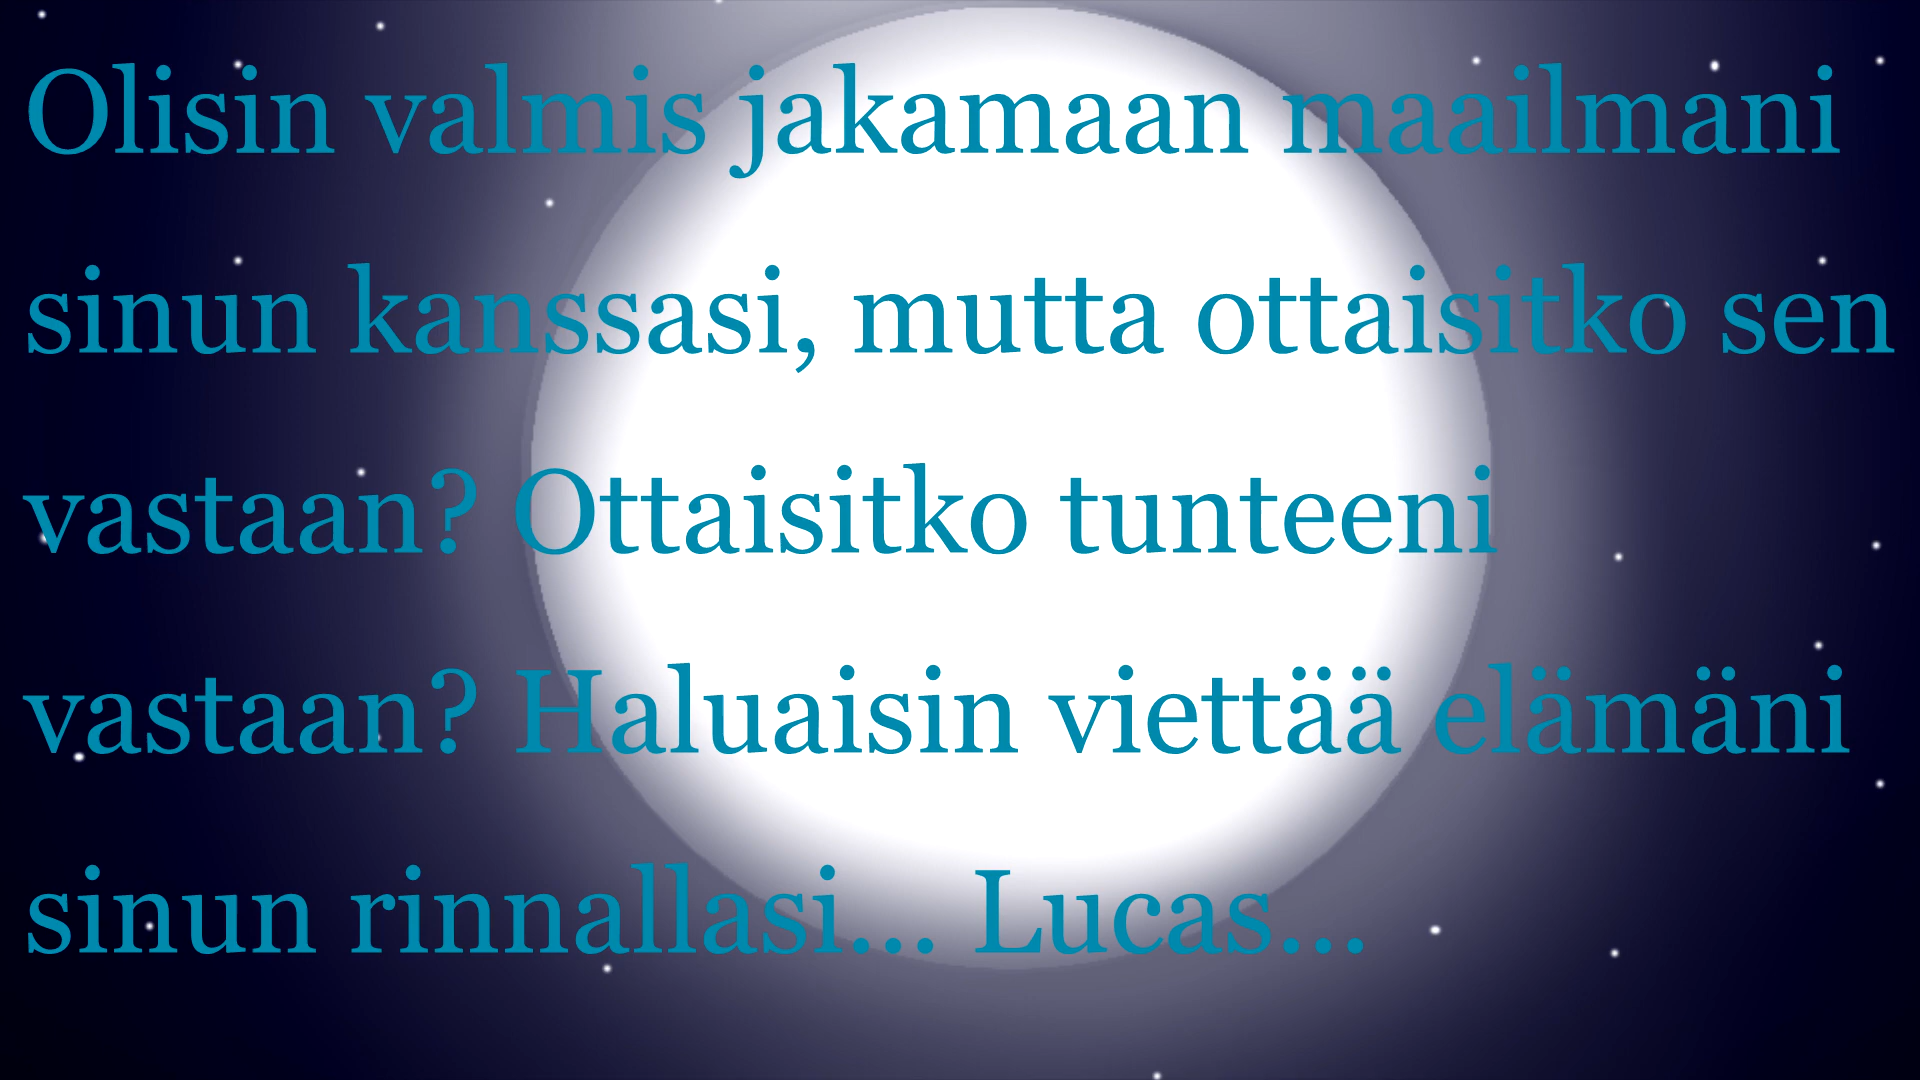 Olisin valmis jakamaan maailmani
sinun kanssasi, mutta ottaisitko sen
vastaan? Ottaisitko tunteeni
vastaan? Haluaisin viettää elämäni
sinun rinnallasi... Lucas...